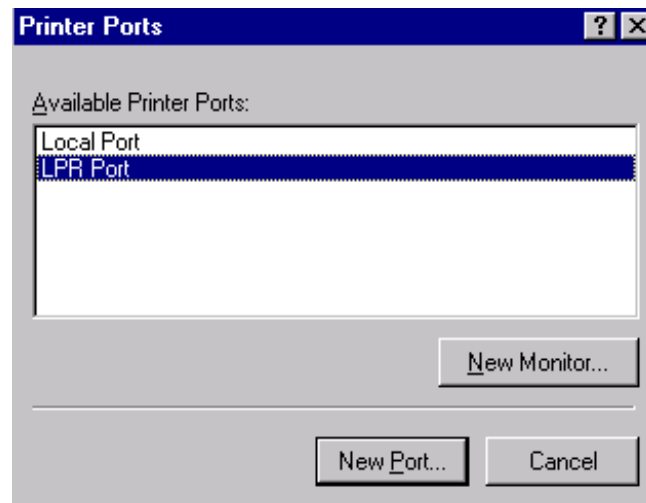 Printer Ports
Available Printer Ports:
Local Port
LPR Port
New Monitor...
New Port...
Cancel